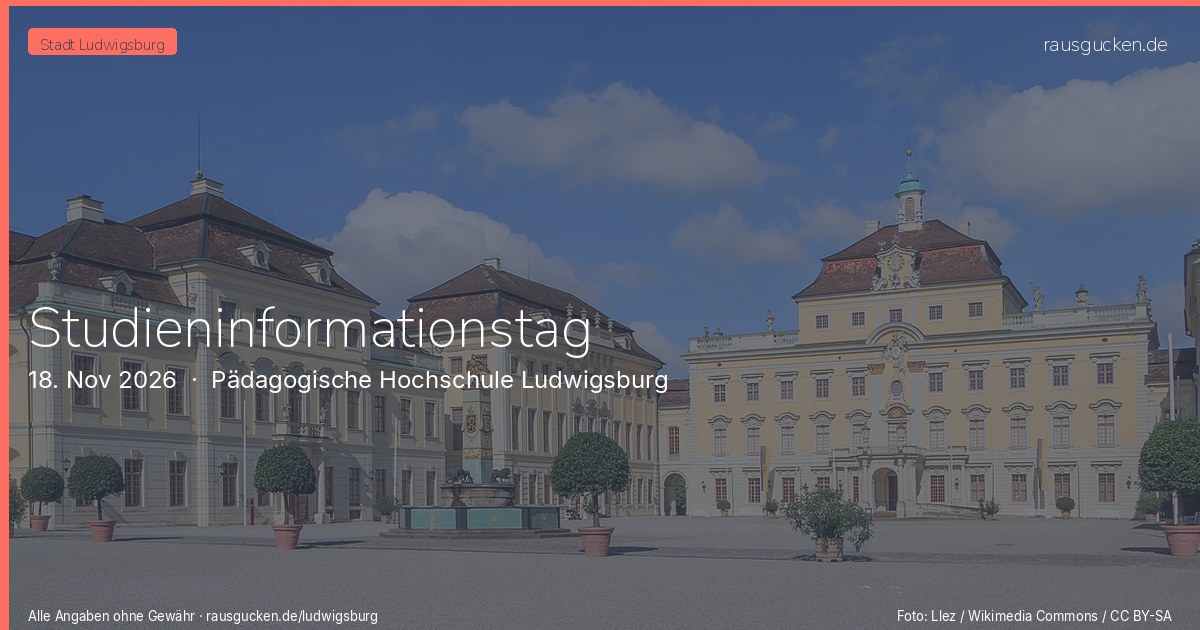 Stadt Ludwigsburg
rausgucken.de
Studieninformationstag
18. Nov 2026 · Pädagogische Hochschule Ludwigsburg
Alle Angaben ohne Gewähr · rausgucken.de/ludwigsburg
Foto: Llez / Wikimedia Commons / CC BY-SA